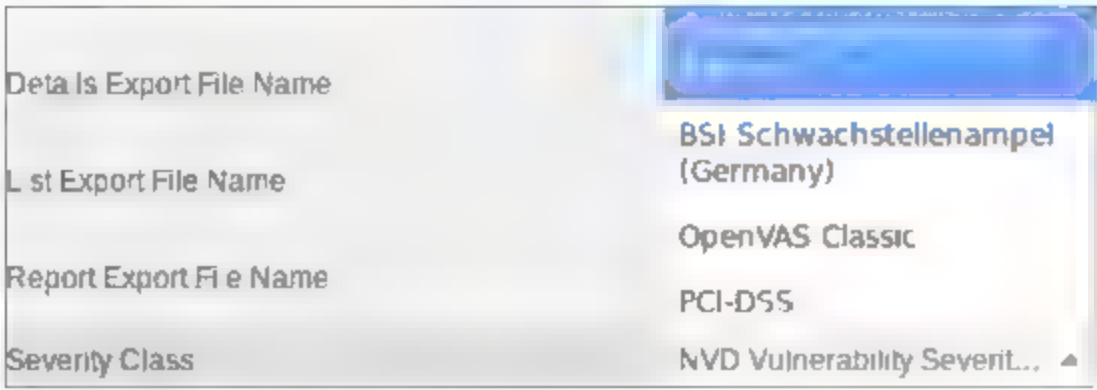 Details Export File Name
BSI Schwachstellenampel
(Germany)
List Export File Name
OpenVAS Classic
Report Export File Name
PCI-DSS
Severity Class
NVD Vulnerability Severit...